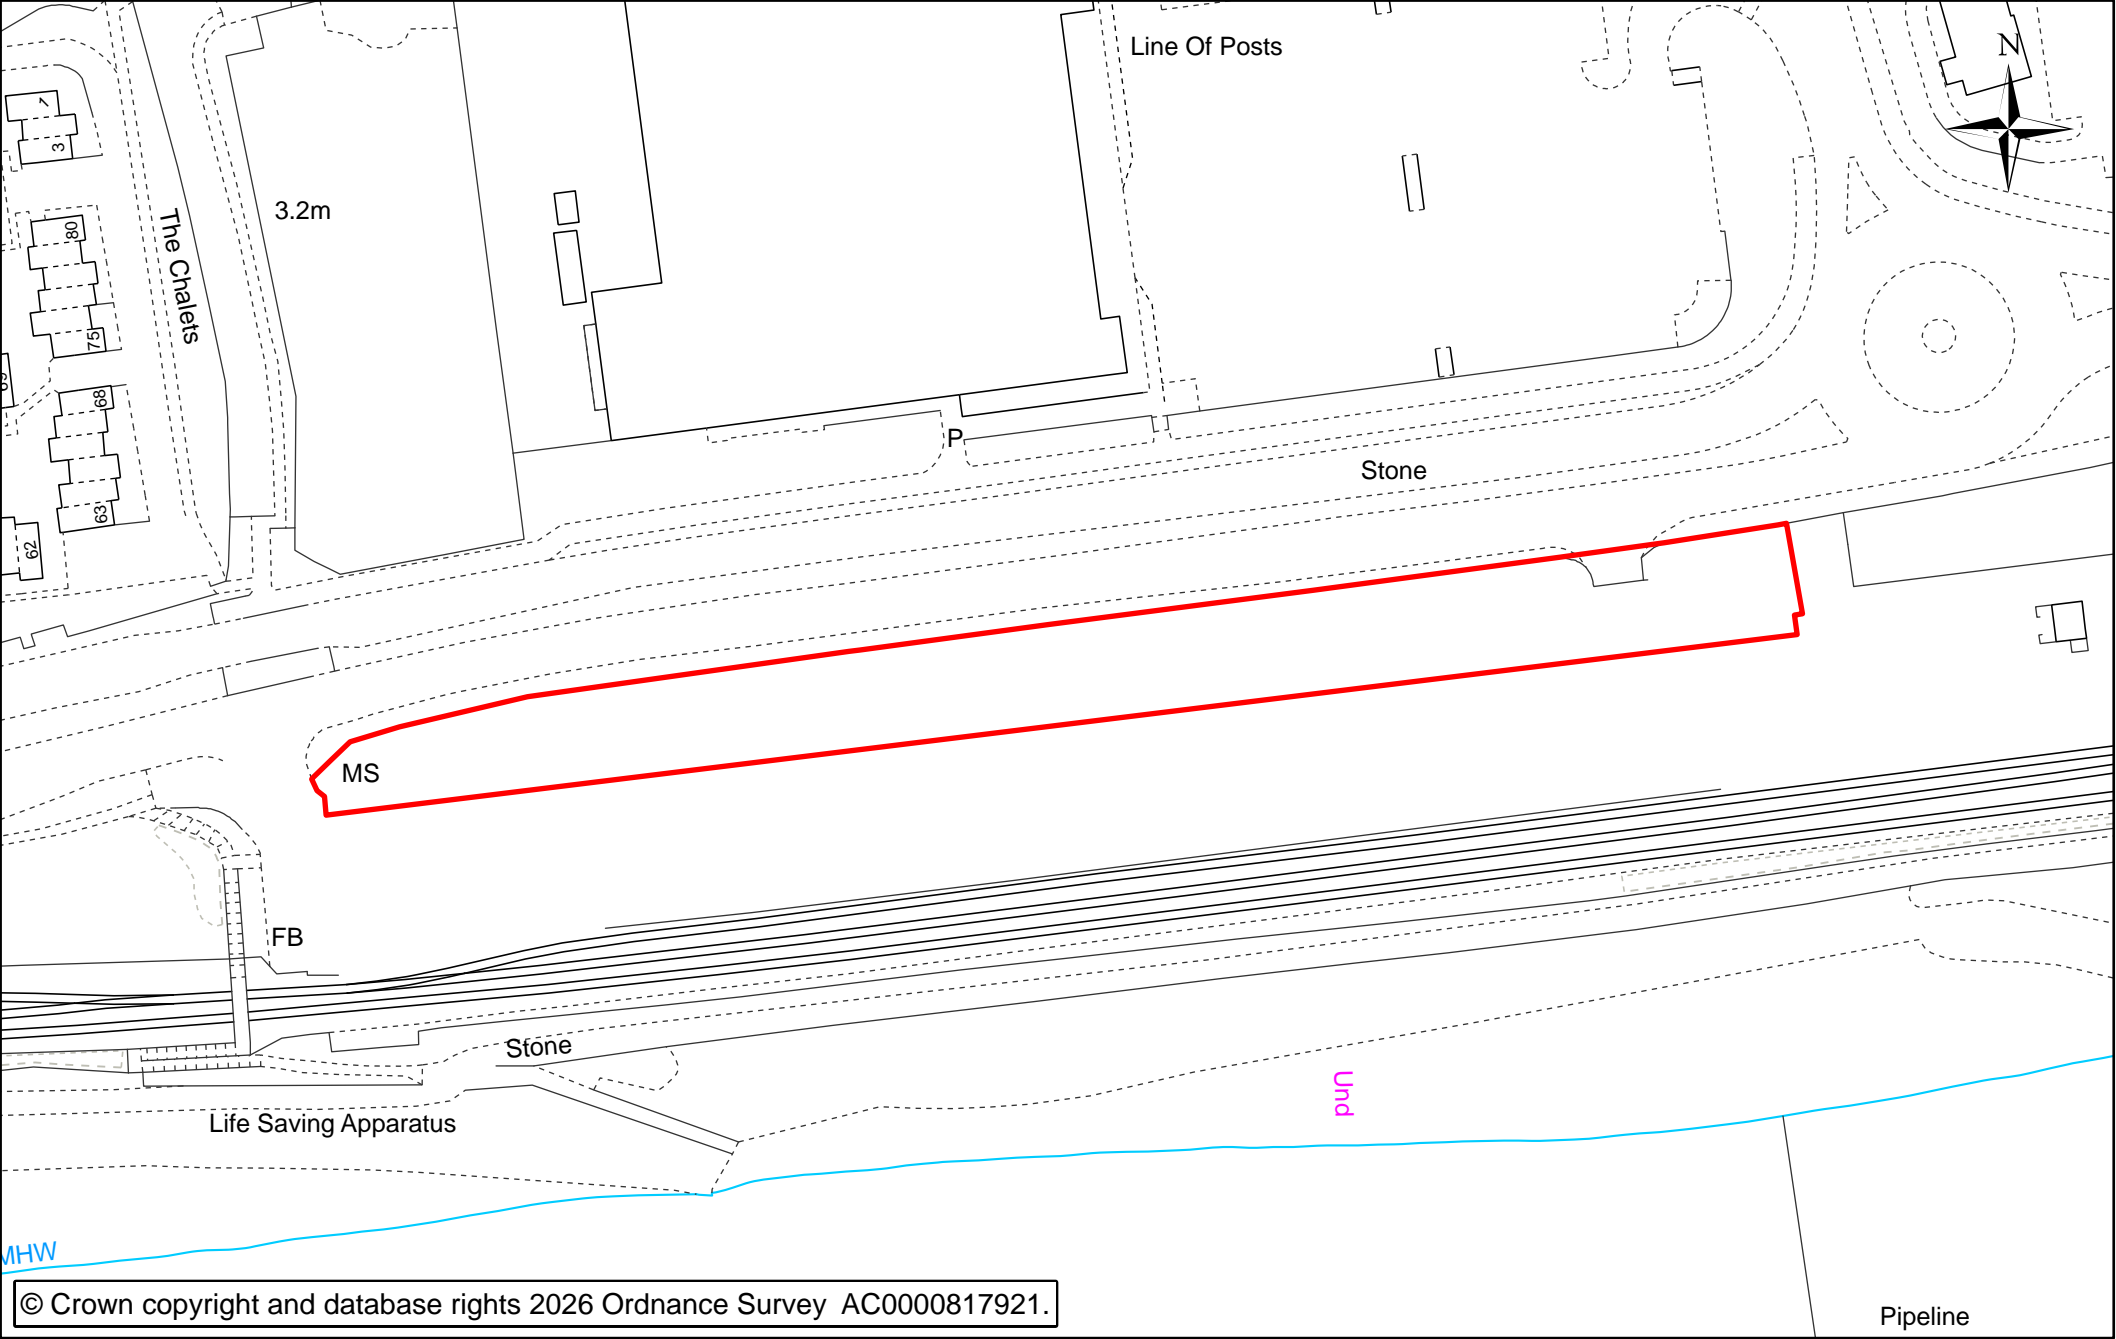 Line Of Posts
N
3
3.2m
The Chalets
80
75
68
63
62
P
Stone
Stone
MS
FB
Life Saving Apparatus
Und
MHW
© Crown copyright and database rights 2026 Ordnance Survey AC0000817921.
Pipeline